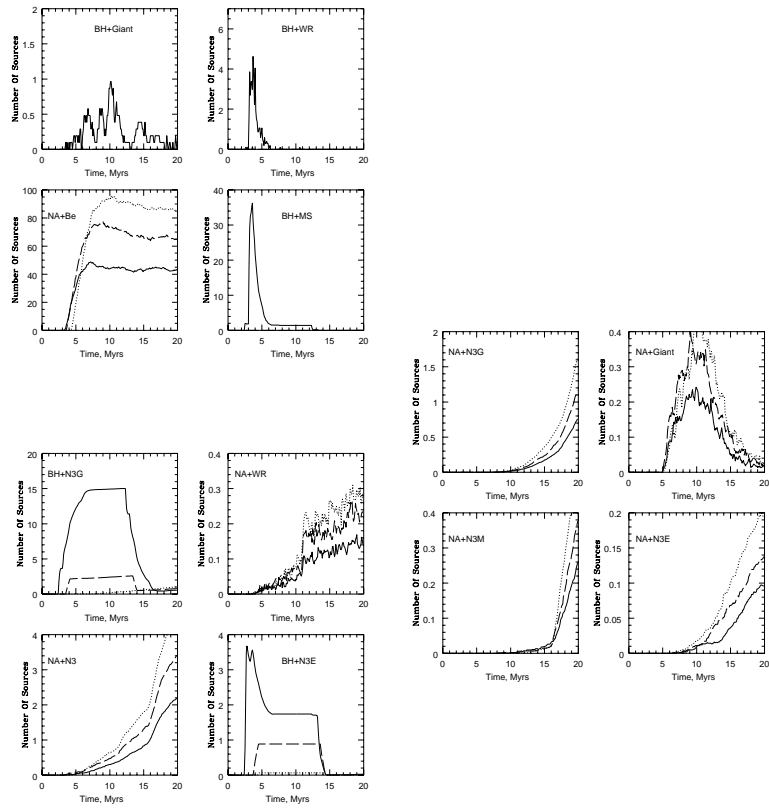 BH+Giant
Number Of Sources
0 0.5 1 1.5 2
0 5 10 15 20
Time, Myrs
BH+WR
Number Of Sources
0 2 4 6
0 5 10 15 20
Time, Myrs
NA+Be
Number Of Sources
0 20 40 60 80 100
0 5 10 15 20
Time, Myrs
BH+MS
Number Of Sources
0 10 20 30 40
0 5 10 15 20
Time, Myrs
NA+N3G
Number Of Sources
0 0.5 1 1.5 2
0 5 10 15 20
Time, Myrs
NA+Giant
Number Of Sources
0 0.1 0.2 0.3 0.4
0 5 10 15 20
Time, Myrs
BH+N3G
Number Of Sources
0 5 10 15 20
0 5 10 15 20
Time, Myrs
NA+WR
Number Of Sources
0 0.1 0.2 0.3 0.4
0 5 10 15 20
Time, Myrs
NA+N3M
Number Of Sources
0 0.1 0.2 0.3 0.4
0 5 10 15 20
Time, Myrs
NA+N3E
Number Of Sources
0 0.05 0.1 0.15 0.2
0 5 10 15 20
Time, Myrs
NA+N3
Number Of Sources
0 1 2 3 4
0 5 10 15 20
Time, Myrs
BH+N3E
Number Of Sources
0 1 2 3 4
0 5 10 15 20
Time, Myrs